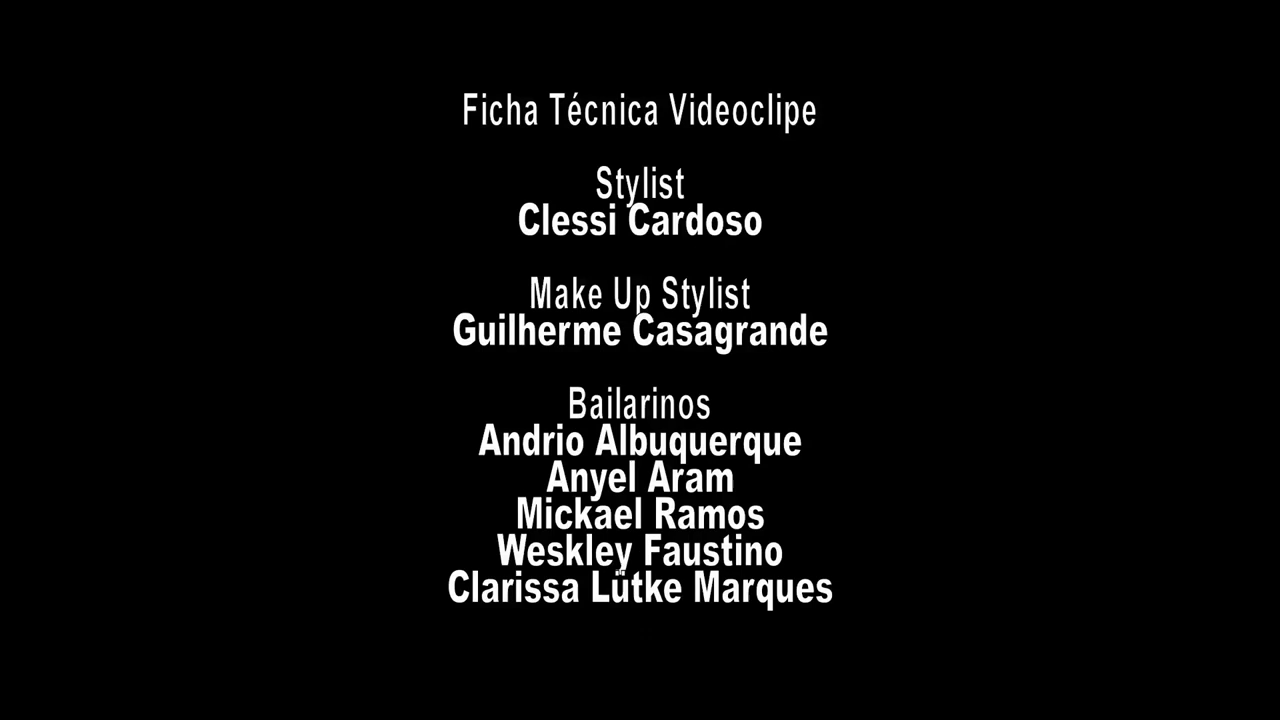 Ficha Técnica Videoclipe
Stylist
Clessi Cardoso
Make Up Stylist
Guilherme Casagrande
Bailarinos
Andrio Albuquerque
Anyel Aram
Mickael Ramos
Weskley Faustino
Clarissa Lütke Marques